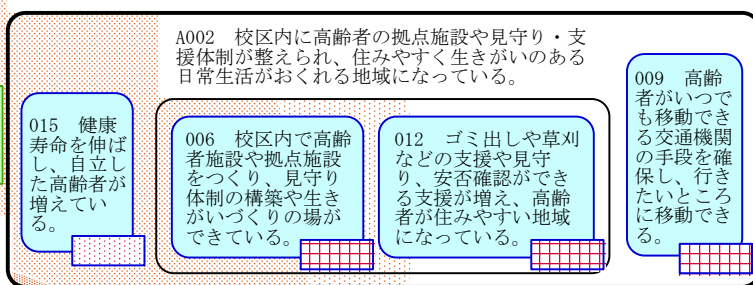 A002　校区内に高齢者の拠点施設や見守り・支
援体制が整えられ、住みやすく生きがいのある
日常生活がおくれる地域になっている。
015　健康
寿命を伸ば
し、自立し
た高齢者が
増えてい
る。
006　校区内で高齢
者施設や拠点施設
をつくり、見守り
体制の構築や生き
がいづくりの場が
できている。
012　ゴミ出しや草刈
などの支援や見守
り、安否確認ができ
る支援が増え、高齢
者が住みやすい地域
になっている。
009　高齢
者がいつで
も移動でき
る交通機関
の手段を確
保し、行き
たいところ
に移動でき
る。